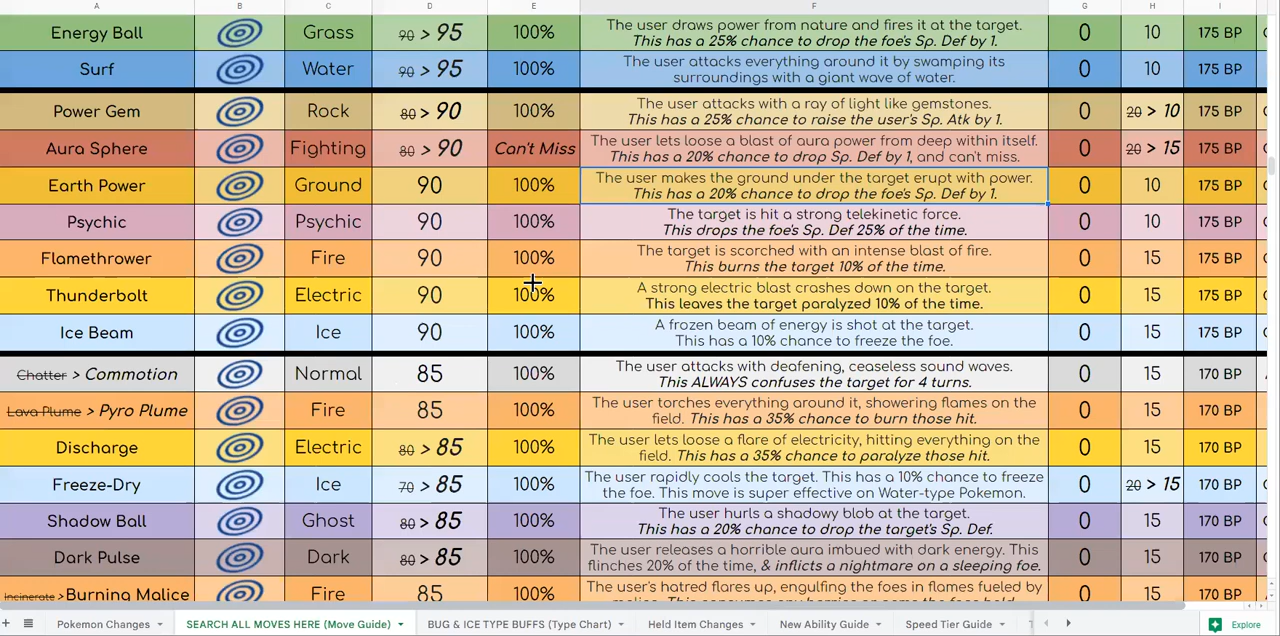 A B C D E F G H I
Energy Ball Grass 90 > 95 100% The user draws power from nature and fires it at the target. This has a 25% chance to drop the foe's Sp. Def by 1. 0 10 175 BP
Surf Water 90 > 95 100% The user attacks everything around it by swamping its surroundings with a giant wave of water. 0 10 175 BP
Power Gem Rock 80 > 90 100% The user attacks with a ray of light like gemstones. This has a 25% chance to raise the user's Sp. Atk by 1. 0 20 > 10 175 BP
Aura Sphere Fighting 80 > 90 Can't Miss The user lets loose a blast of aura power from deep within itself. This has a 20% chance to drop Sp. Def by 1, and can't miss. 0 20 > 15 175 BP
Earth Power Ground 90 100% The user makes the ground under the target erupt with power. This has a 20% chance to drop the foe's Sp. Def by 1. 0 10 175 BP
Psychic Psychic 90 100% The target is hit a strong telekinetic force. This drops the foe's Sp. Def 25% of the time. 0 10 175 BP
Flamethrower Fire 90 100% The target is scorched with an intense blast of fire. This burns the target 10% of the time. 0 15 175 BP
Thunderbolt Electric 90 100% A strong electric blast crashes down on the target. This leaves the target paralyzed 10% of the time. 0 15 175 BP
Ice Beam Ice 90 100% A frozen beam of energy is shot at the target. This has a 10% chance to freeze the foe. 0 15 175 BP
Chatter > Commotion Normal 85 100% The user attacks with deafening, ceaseless sound waves. This ALWAYS confuses the target for 4 turns. 0 15 170 BP
Lava Plume > Pyro Plume Fire 85 100% The user torches everything around it, showering flames on the field. This has a 35% chance to burn those hit. 0 15 170 BP
Discharge Electric 80 > 85 100% The user lets loose a flare of electricity, hitting everything on the field. This has a 35% chance to paralyze those hit. 0 15 170 BP
Freeze-Dry Ice 70 > 85 100% The user rapidly cools the target. This has a 10% chance to freeze the foe. This move is super effective on Water-type Pokemon. 0 20 > 15 170 BP
Shadow Ball Ghost 80 > 85 100% The user hurls a shadowy blob at the target. This has a 20% chance to drop the target's Sp. Def. 0 15 170 BP
Dark Pulse Dark 80 > 85 100% The user releases a horrible aura imbued with dark energy. This flinches 20% of the time, & inflicts a nightmare on a sleeping foe. 0 15 170 BP
Incinerate > Burning Malice Fire 85 100% The user's hatred flares up, engulfing the foes in flames fueled by 0 15 170 BP
Pokemon Changes SEARCH ALL MOVES HERE (Move Guide) BUG & ICE TYPE BUFFS (Type Chart) Held Item Changes New Ability Guide Speed Tier Guide Explore